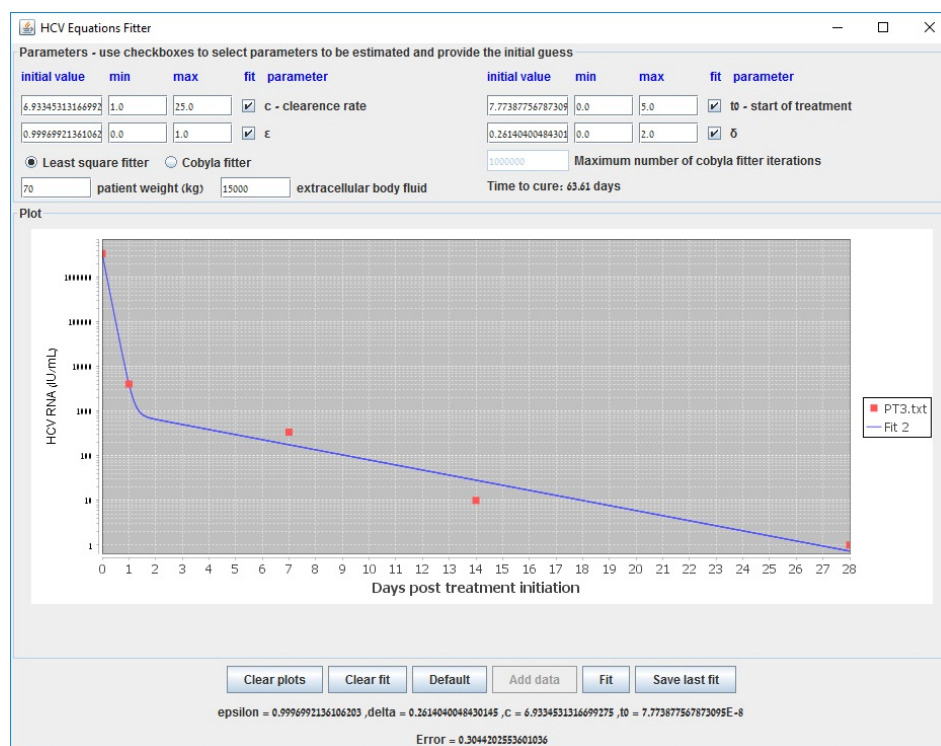 HCV Equations Fitter
Parameters - use checkboxes to select parameters to be estimated and provide the initial guess
initial value min max fit parameter initial value min max fit parameter
6.93345313166992 1.0 25.0 c - clearence rate 7.77387756787309 0.0 5.0 t0 - start of treatment
0.99969921361062 0.0 1.0 ε 0.26140400484301 0.0 2.0 δ
Least square fitter Cobyla fitter 1000000 Maximum number of cobyla fitter iterations
70 patient weight (kg) 15000 extracellular body fluid Time to cure: 63.61 days
Plot
HCV RNA (IU/mL)
100000
10000
1000
1000
100
10
1
0 1 2 3 4 5 6 7 8 9 10 11 12 13 14 15 16 17 18 19 20 21 22 23 24 25 26 27 28
Days post treatment initiation
PT3.txt
Fit 2
Clear plots Clear fit Default Add data Fit Save last fit
epsilon = 0.9996992136106203 ,delta = 0.2614040048430145 ,c = 6.9334531316699275 ,t0 = 7.773877567873095E-8
Error = 0.3044202553601036